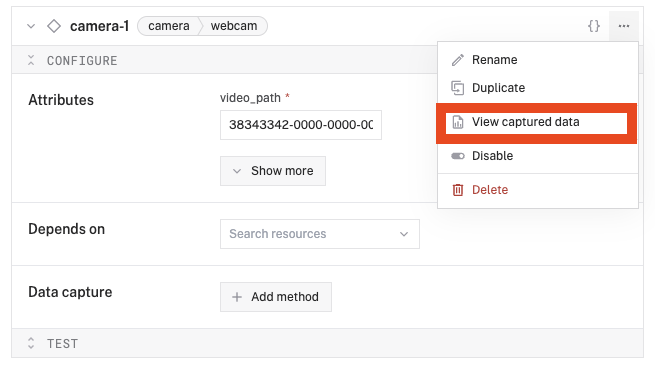 camera-1 camera webcam {} ...
CONFIGURE
Attributes
video_path *
38343342-0000-0000-00
Show more
Depends on
Search resources
Data capture
+ Add method
TEST
Rename
Duplicate
View captured data
Disable
Delete